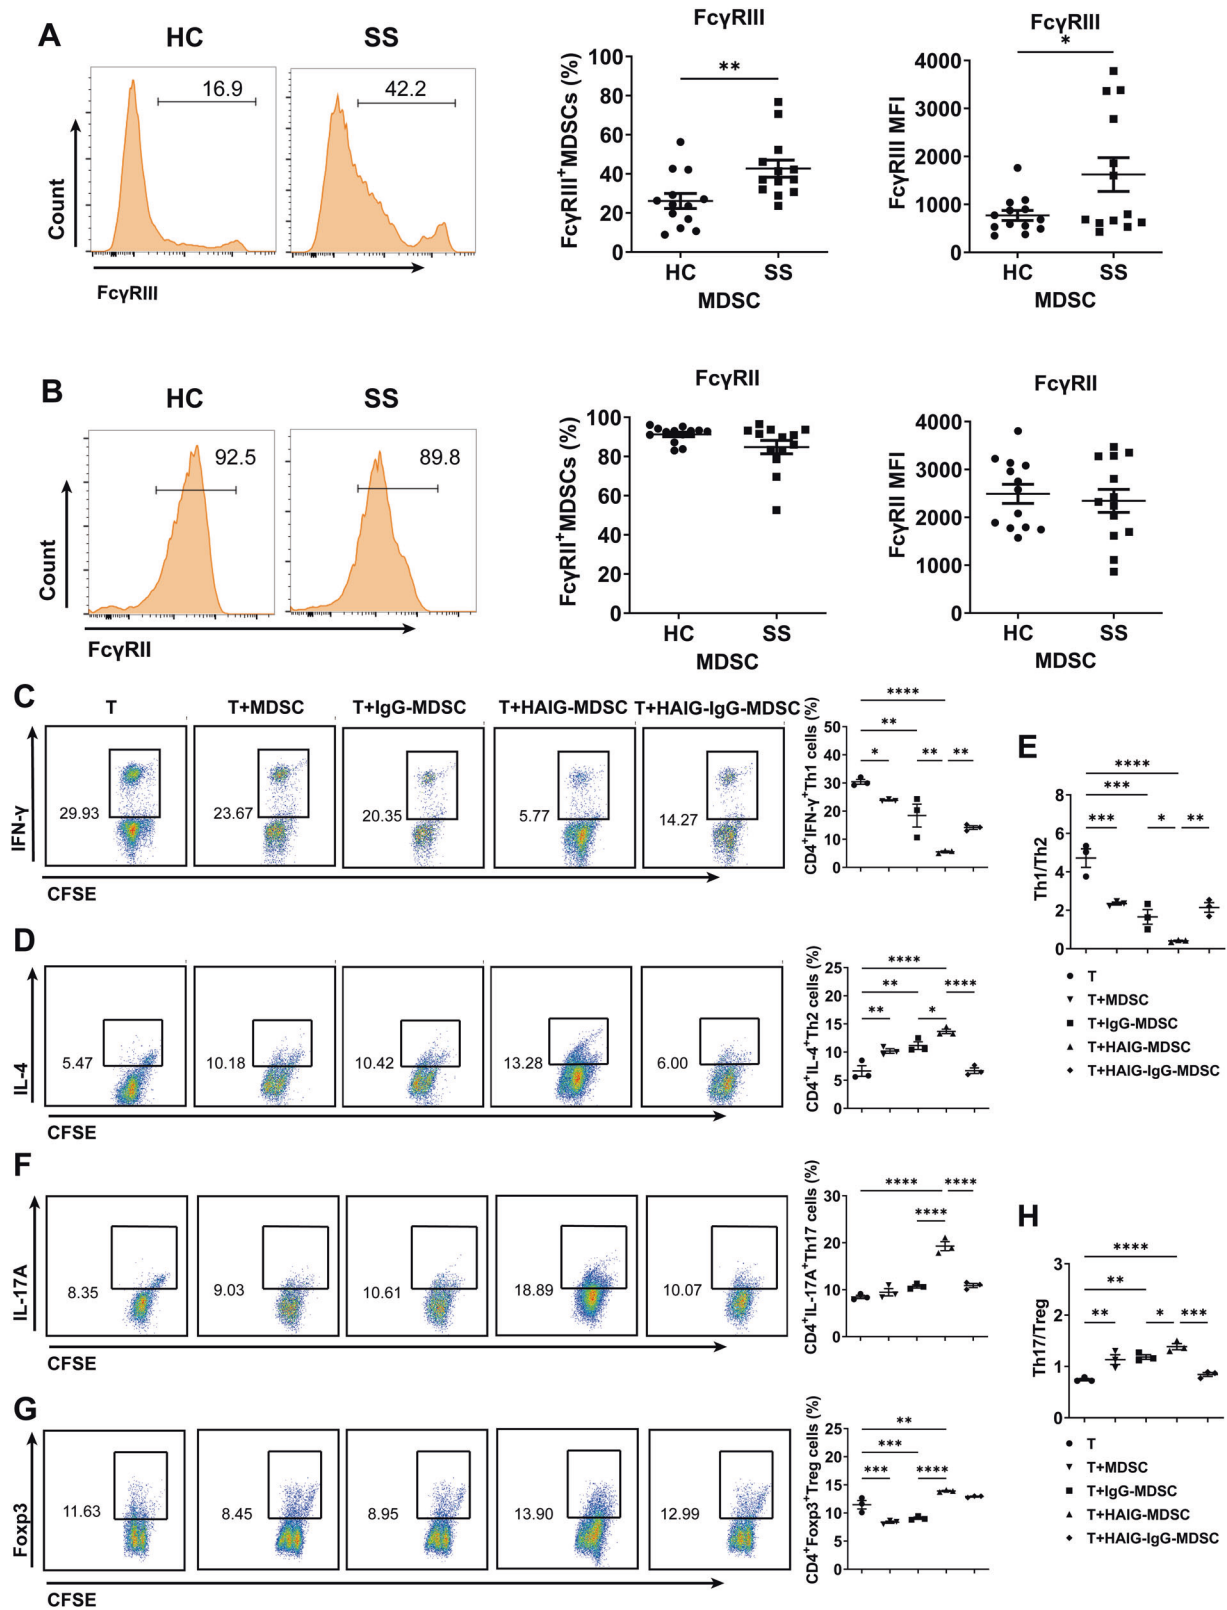 A
HC
SS
16.9
42.2
Count
FcγRIII
FcγRIII
**
FcγRIII⁺MDSCs (%)
100
80
60
40
20
0
HC
SS
MDSC
FcγRIII
*
FcγRIII MFI
4000
3000
2000
1000
0
HC
SS
MDSC
B
HC
SS
92.5
89.8
Count
FcγRII
FcγRII
FcγRII⁺MDSCs (%)
100
80
60
40
20
0
HC
SS
MDSC
FcγRII
FcγRII MFI
4000
3000
2000
1000
0
HC
SS
MDSC
C
T
T+MDSC
T+IgG-MDSC
T+HAIG-MDSC
T+HAIG-IgG-MDSC
IFN-γ
29.93
23.67
20.35
5.77
14.27
CFSE
CD4⁺IFN-γ⁺Th1 cells (%)
50
40
30
20
10
0
****
**
* ** **
E
Th1/Th2
8
6
4
2
0
****
***
*** * **
T
T+MDSC
T+IgG-MDSC
T+HAIG-MDSC
T+HAIG-IgG-MDSC
D
IL-4
5.47
10.18
10.42
13.28
6.00
CFSE
CD4⁺IL-4⁺Th2 cells (%)
25
20
15
10
5
0
****
** ****
** *
F
IL-17A
8.35
9.03
10.61
18.89
10.07
CFSE
CD4⁺IL-17A⁺Th17 cells (%)
30
20
10
0
**** ****
****
H
Th17/Treg
3
2
1
0
****
**
** * ***
T
T+MDSC
T+IgG-MDSC
T+HAIG-MDSC
T+HAIG-IgG-MDSC
G
Foxp3
11.63
8.45
8.95
13.90
12.99
CFSE
CD4⁺Foxp3⁺Treg cells (%)
25
20
15
10
5
0
**
***
*** ****